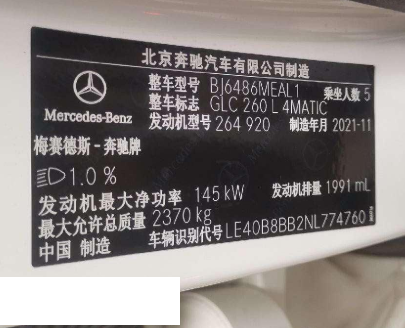 北京奔驰汽车有限公司制造
整车型号 BJ6486MEAL1 乘坐人数 5
整车标志 GLC 260 L 4MATIC
发动机型号 264 920 制造年月 2021-11
Mercedes-Benz
梅赛德斯-奔驰牌
1.0 %
发动机最大净功率 145 kW 发动机排量 1991 mL
最大允许总质量 2370 kg
中国 制造 车辆识别代号 LE40B8BB2NL774760